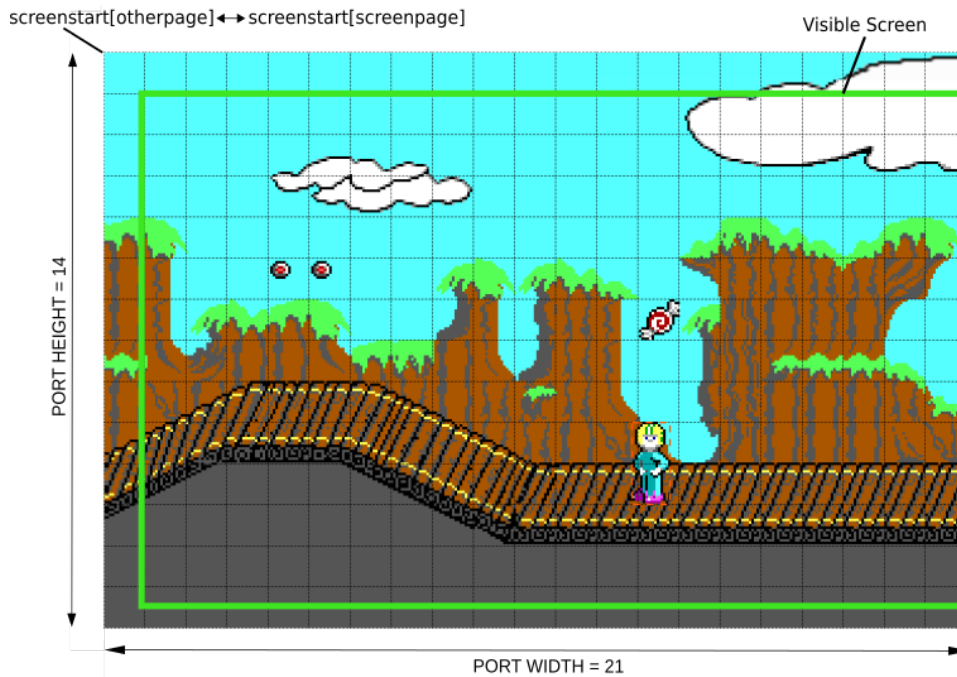 screenstart[otherpage] ↔ screenstart[screenpage]
Visible Screen
PORT HEIGHT = 14
PORT WIDTH = 21